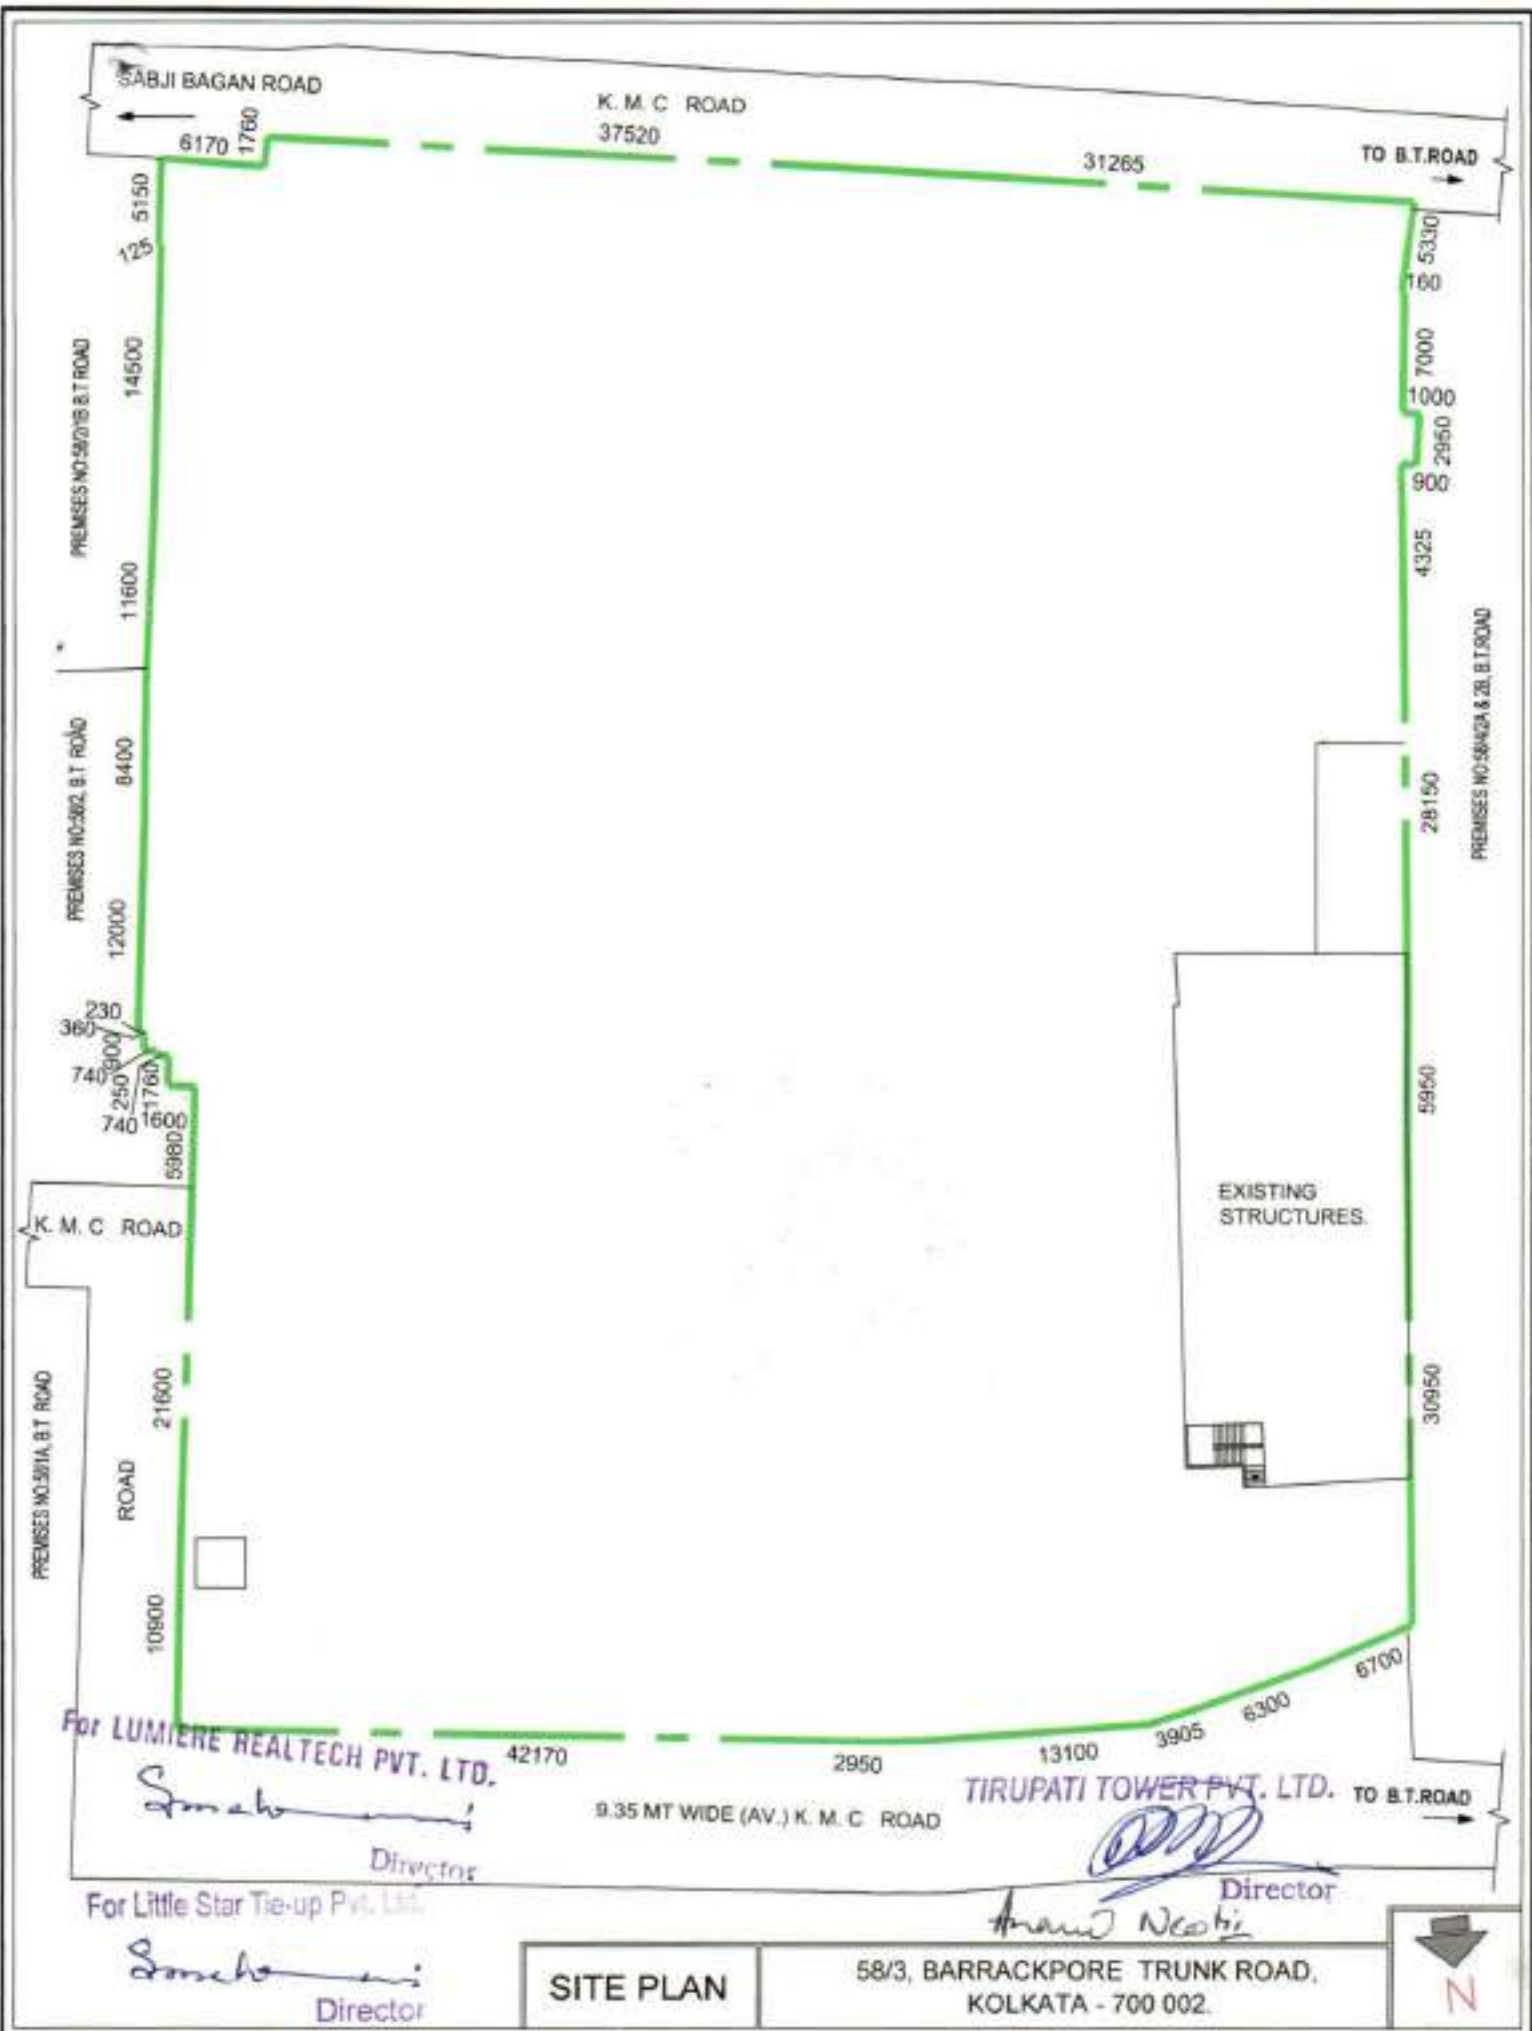 SABJI BAGAN ROAD
K. M. C ROAD
6170
1760
37520
31265
TO B.T.ROAD
5150
125
14500
PREMISES NO:58/2/1B B.T ROAD
11600
5330
160
7000
1000
2950
900
4325
PREMISES NO:58/4/2A & 2B, B.T.ROAD
28150
8400
PREMISES NO:58/2, B.T ROAD
12000
230
360
900
740
250
1760
740
1600
5980
5950
EXISTING
STRUCTURES.
K. M. C ROAD
21600
30950
PREMISES NO:58/1A, B.T ROAD
ROAD
10900
6700
6300
3905
13100
2950
42170
For LUMIERE REALTECH PVT. LTD.
Director
9.35 MT WIDE (AV.) K. M. C ROAD
TIRUPATI TOWER PVT. LTD.
TO B.T.ROAD
Director
For Little Star Tie-up Pvt. Ltd.
Director
SITE PLAN
58/3, BARRACKPORE TRUNK ROAD,
KOLKATA - 700 002.
N